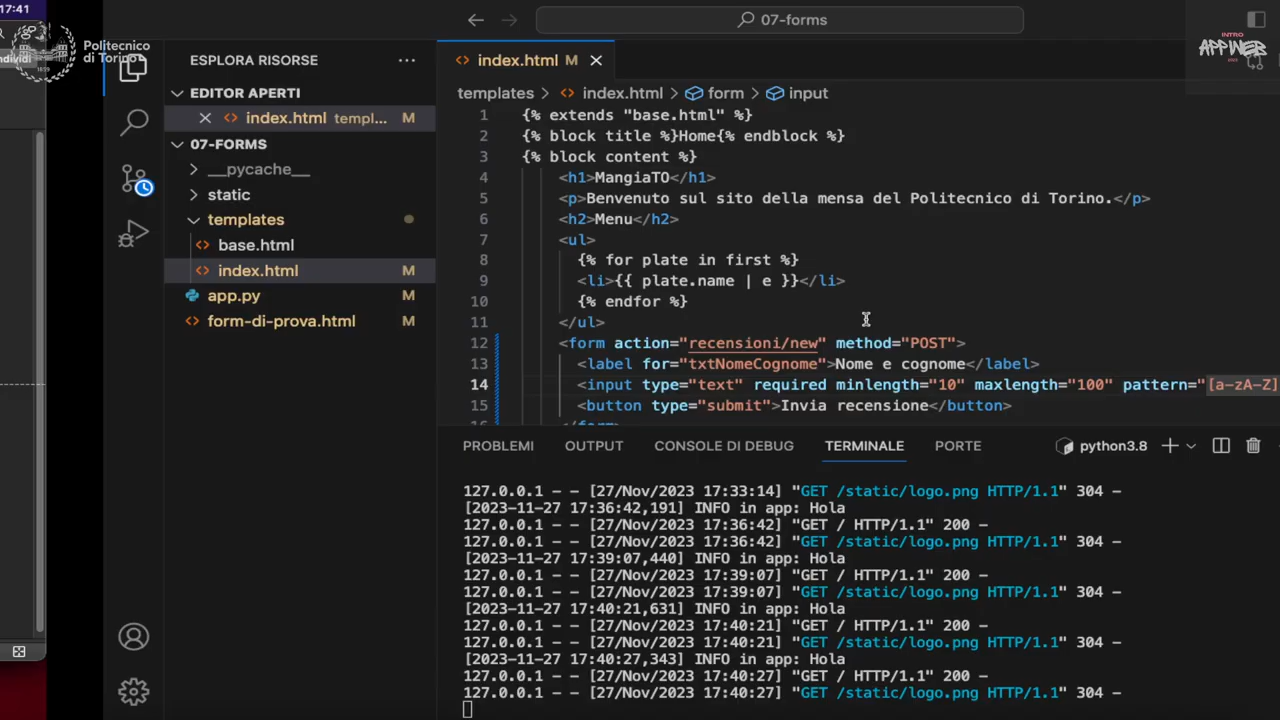 17:41
ndividi
Politecnico
di Torino
07-forms
INTRO
APPWEB
ESPLORA RISORSE
index.html M
EDITOR APERTI
index.html templ... M
07-FORMS
__pycache__
static
templates
base.html
index.html M
app.py M
form-di-prova.html M
templates > index.html > form > input
1 {% extends "base.html" %}
2 {% block title %}Home{% endblock %}
3 {% block content %}
4 <h1>MangiaTO</h1>
5 <p>Benvenuto sul sito della mensa del Politecnico di Torino.</p>
6 <h2>Menu</h2>
7 <ul>
8 {% for plate in first %}
9 <li>{{ plate.name | e }}</li>
10 {% endfor %}
11 </ul>
12 <form action="recensioni/new" method="POST">
13 <label for="txtNomeCognome">Nome e cognome</label>
14 <input type="text" required minlength="10" maxlength="100" pattern="[a-zA-Z]
15 <button type="submit">Invia recensione</button>
PROBLEMI OUTPUT CONSOLE DI DEBUG TERMINALE PORTE python3.8
127.0.0.1 - - [27/Nov/2023 17:33:14] "GET /static/logo.png HTTP/1.1" 304 -
[2023-11-27 17:36:42,191] INFO in app: Hola
127.0.0.1 - - [27/Nov/2023 17:36:42] "GET / HTTP/1.1" 200 -
127.0.0.1 - - [27/Nov/2023 17:36:42] "GET /static/logo.png HTTP/1.1" 304 -
[2023-11-27 17:39:07,440] INFO in app: Hola
127.0.0.1 - - [27/Nov/2023 17:39:07] "GET / HTTP/1.1" 200 -
127.0.0.1 - - [27/Nov/2023 17:39:07] "GET /static/logo.png HTTP/1.1" 304 -
[2023-11-27 17:40:21,631] INFO in app: Hola
127.0.0.1 - - [27/Nov/2023 17:40:21] "GET / HTTP/1.1" 200 -
127.0.0.1 - - [27/Nov/2023 17:40:21] "GET /static/logo.png HTTP/1.1" 304 -
[2023-11-27 17:40:27,343] INFO in app: Hola
127.0.0.1 - - [27/Nov/2023 17:40:27] "GET / HTTP/1.1" 200 -
127.0.0.1 - - [27/Nov/2023 17:40:27] "GET /static/logo.png HTTP/1.1" 304 -